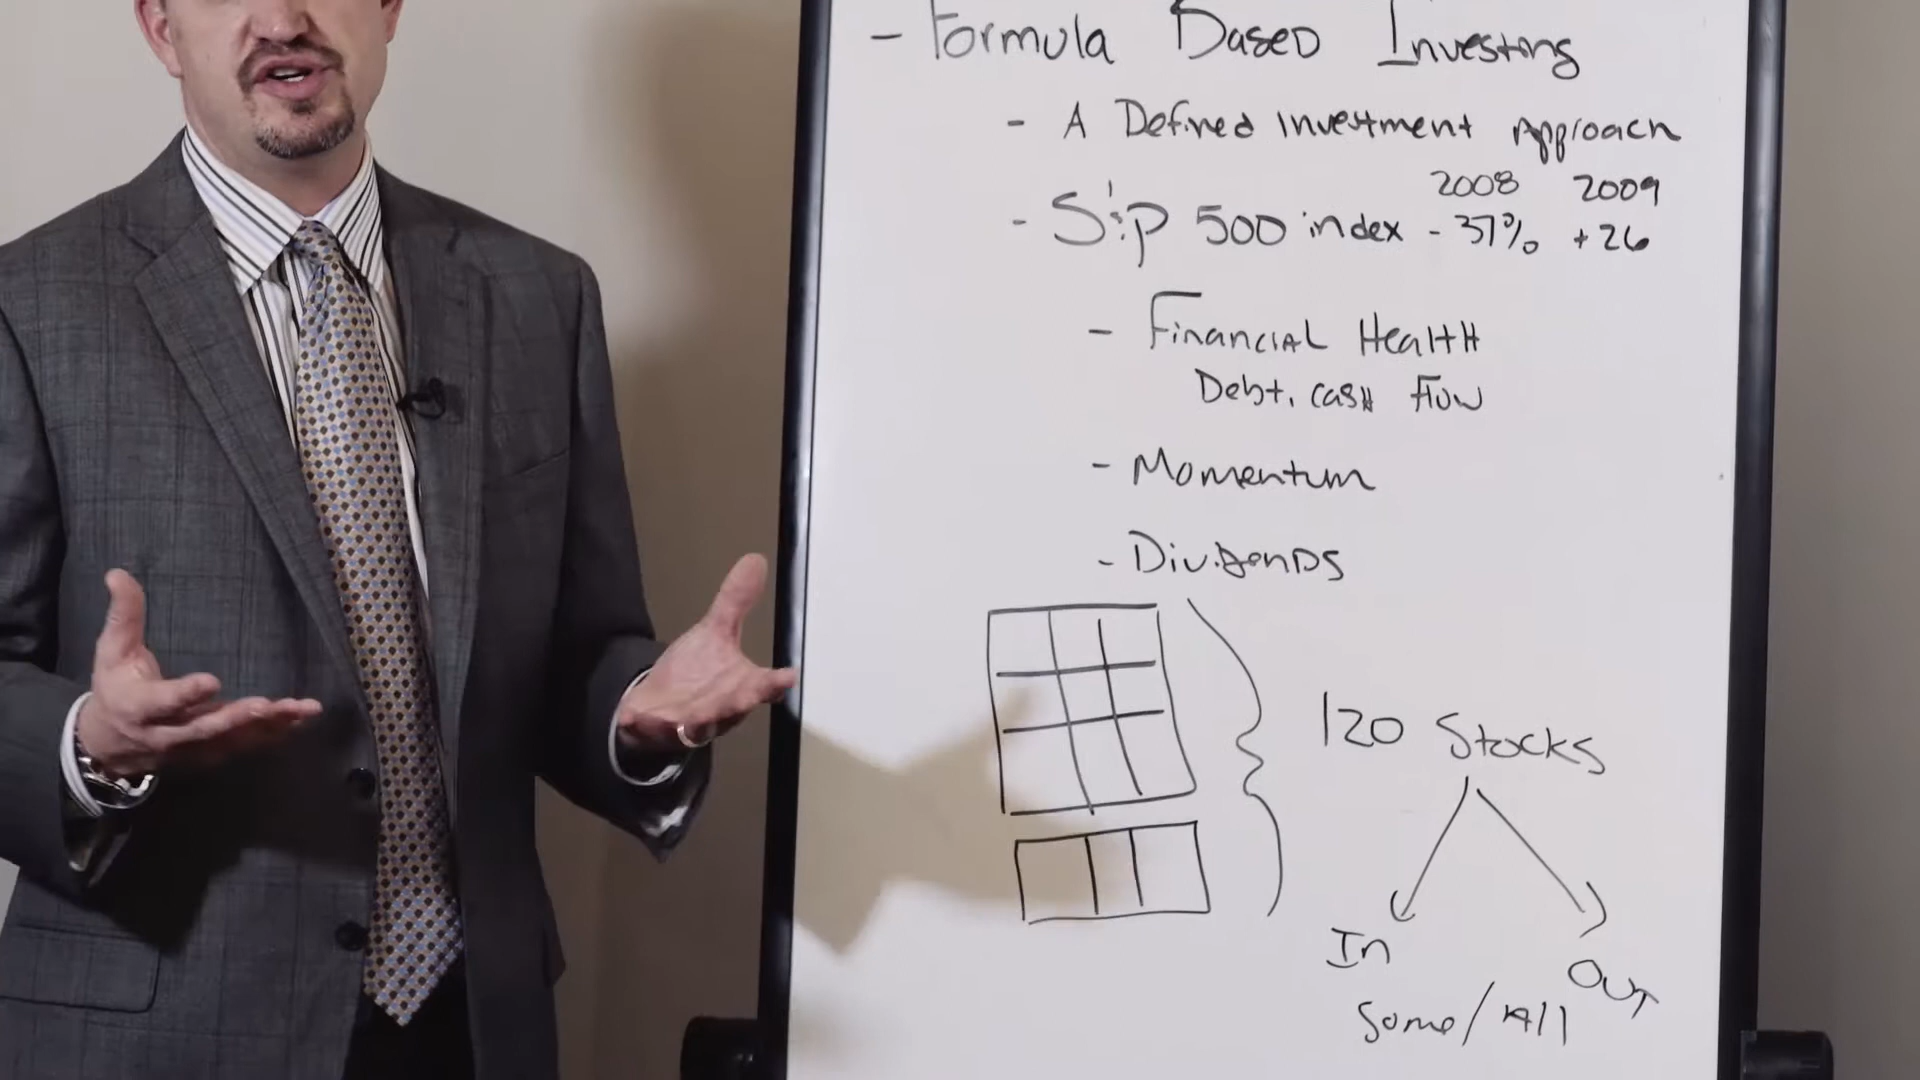 - Formula Based Investing
- A Defined Investment Approach
2008 2009
- S&P 500 index -37% +26
- Financial Health
Debt, cash Flow
- Momentum
- Dividends
120 Stocks
In
Out
Some/All